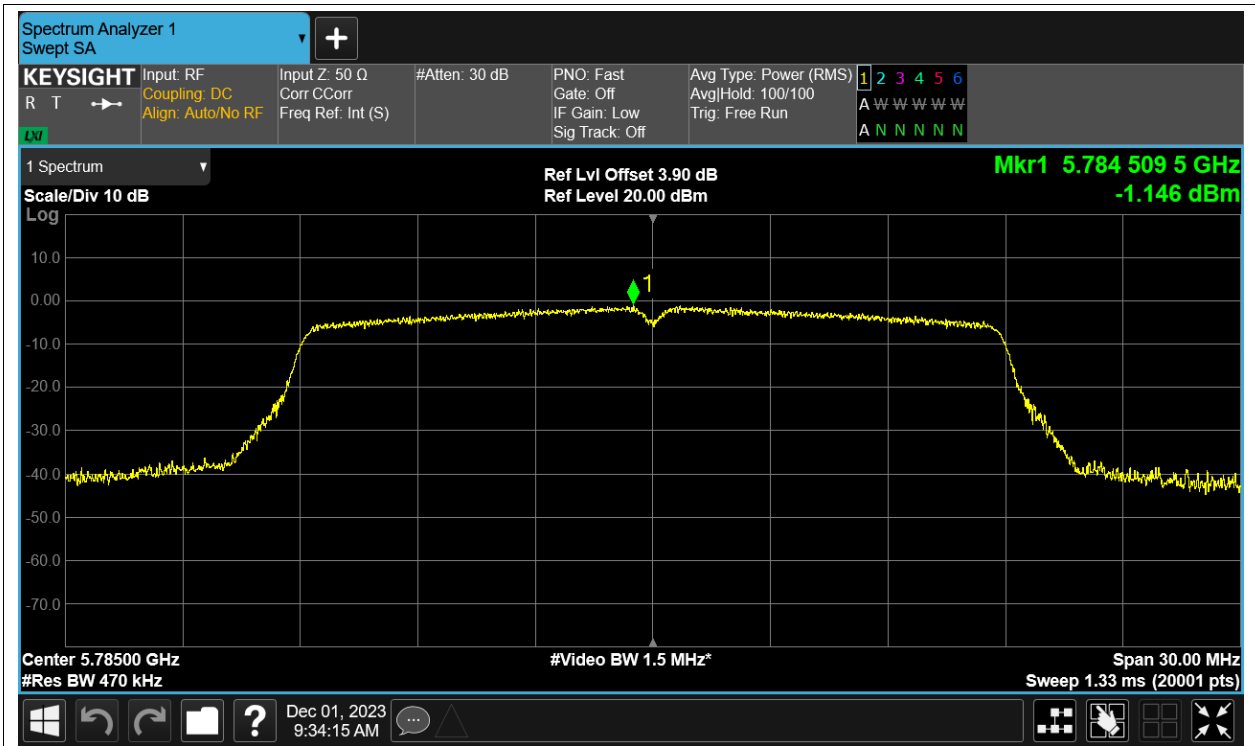 Spectrum Analyzer 1
Swept SA
KEYSIGHT
R T
LXI
Input: RF
Coupling: DC
Align: Auto/No RF
Input Z: 50 Ω
Corr CCorr
Freq Ref: Int (S)
#Atten: 30 dB
PNO: Fast
Gate: Off
IF Gain: Low
Sig Track: Off
Avg Type: Power (RMS)
Avg|Hold: 100/100
Trig: Free Run
1 2 3 4 5 6
A W W W W W
A N N N N N
1 Spectrum
Scale/Div 10 dB
Log
Ref Lvl Offset 3.90 dB
Ref Level 20.00 dBm
Mkr1 5.784 509 5 GHz
-1.146 dBm
1
10.0
0.00
-10.0
-20.0
-30.0
-40.0
-50.0
-60.0
-70.0
Center 5.78500 GHz
#Res BW 470 kHz
#Video BW 1.5 MHz*
Span 30.00 MHz
Sweep 1.33 ms (20001 pts)
?
Dec 01, 2023
9:34:15 AM